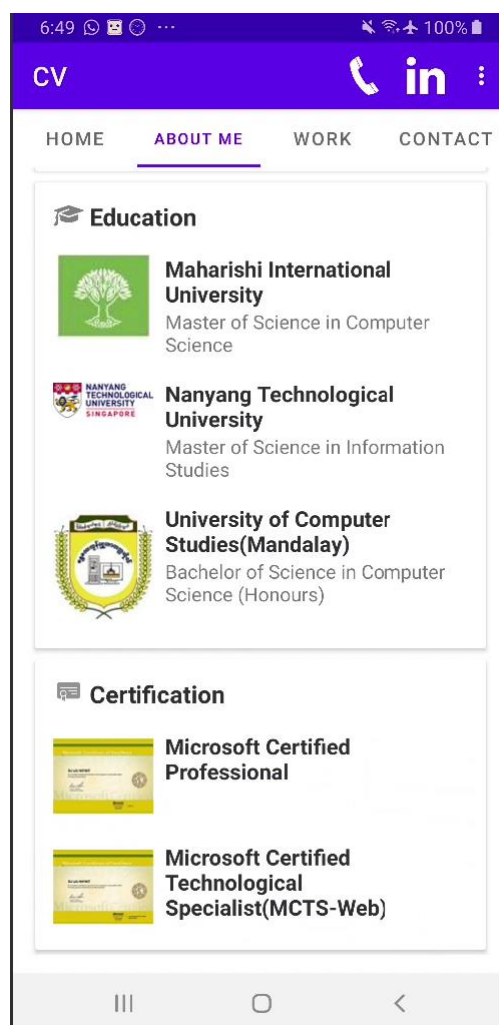 6:49
100%
CV
in
HOME ABOUT ME WORK CONTACT
Education
Maharishi International
University
Master of Science in Computer
Science
NANYANG
TECHNOLOGICAL
UNIVERSITY
SINGAPORE
Nanyang Technological
University
Master of Science in Information
Studies
University of Computer
Studies(Mandalay)
Bachelor of Science in Computer
Science (Honours)
Certification
Microsoft Certified
Professional
Microsoft Certified
Technological
Specialist(MCTS-Web)